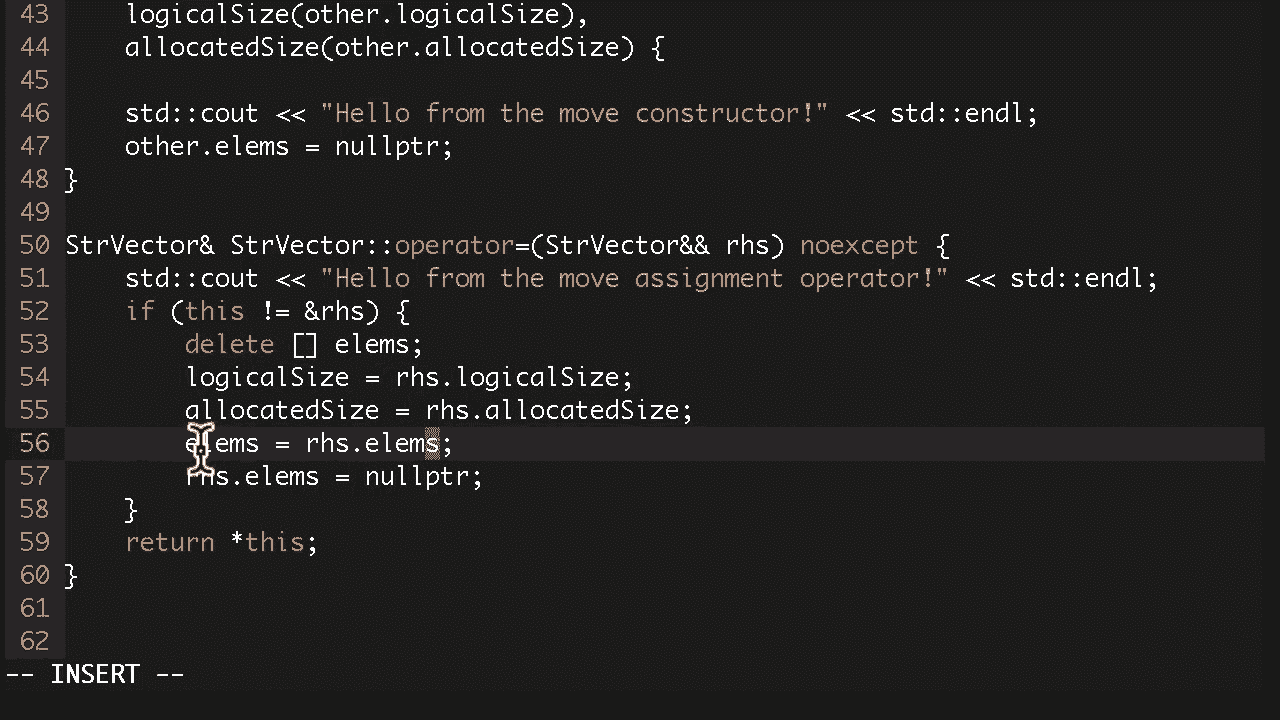 43 logicalSize(other.logicalSize),
44 allocatedSize(other.allocatedSize) {
45
46 std::cout << "Hello from the move constructor!" << std::endl;
47 other.elems = nullptr;
48 }
49
50 StrVector& StrVector::operator=(StrVector&& rhs) noexcept {
51 std::cout << "Hello from the move assignment operator!" << std::endl;
52 if (this != &rhs) {
53 delete [] elems;
54 logicalSize = rhs.logicalSize;
55 allocatedSize = rhs.allocatedSize;
56 elems = rhs.elems;
57 rhs.elems = nullptr;
58 }
59 return *this;
60 }
61
62
-- INSERT --